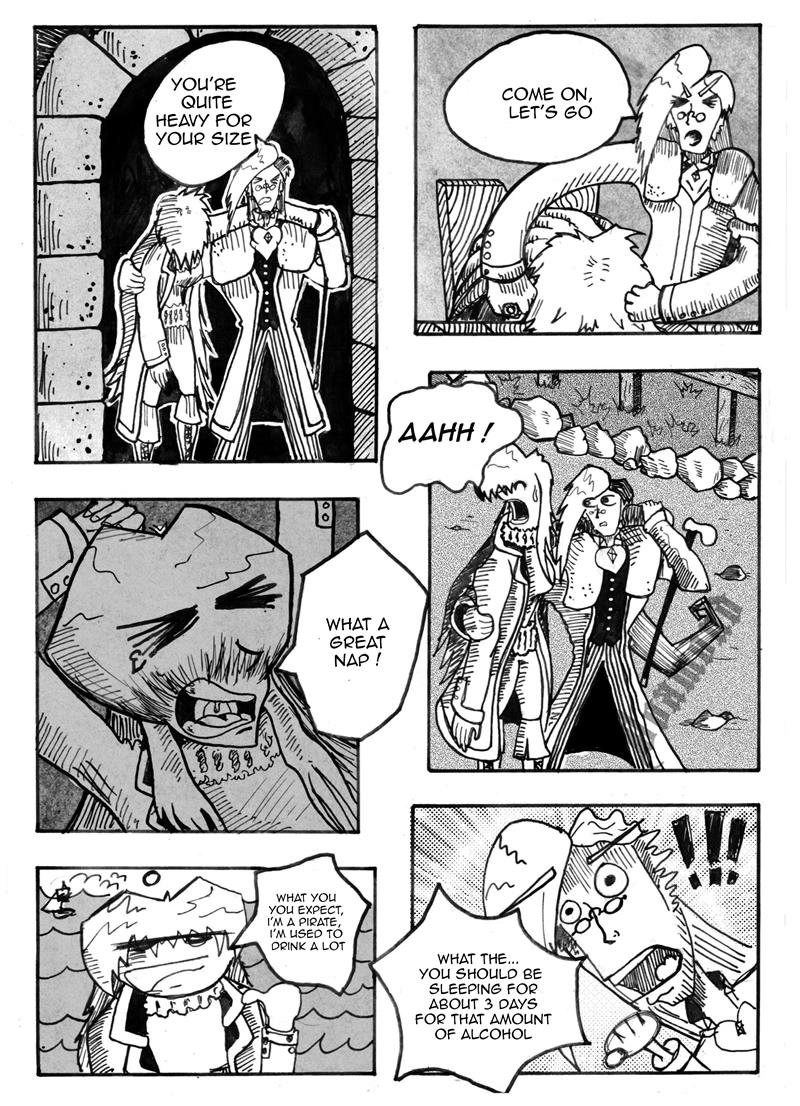 COME ON,
LET'S GO
YOU'RE
QUITE
HEAVY FOR
YOUR SIZE
AAHH !
WHAT A
GREAT
NAP !
!!!
WHAT THE...
YOU SHOULD BE
SLEEPING FOR
ABOUT 3 DAYS
FOR THAT AMOUNT
OF ALCOHOL
WHAT YOU
YOU EXPECT,
I'M A PIRATE,
I'M USED TO
DRINK A LOT